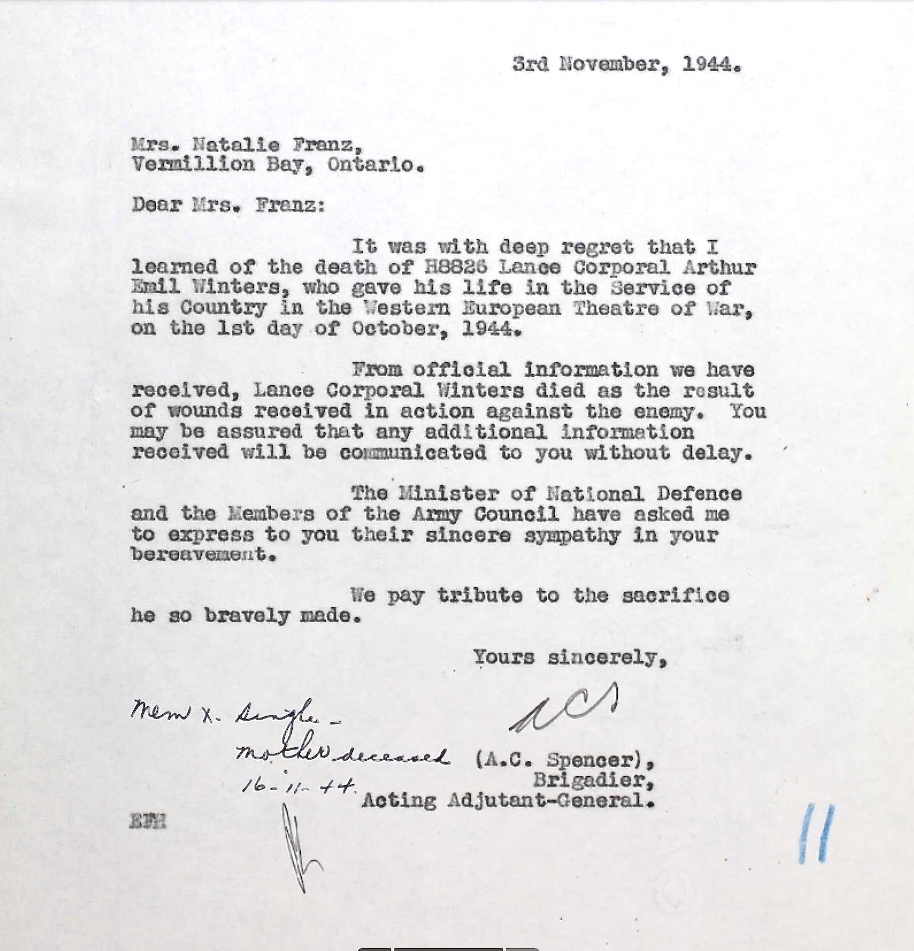 3rd November, 1944.
Mrs. Natalie Franz,
Vermillion Bay, Ontario.
Dear Mrs. Franz:
It was with deep regret that I
learned of the death of H8826 Lance Corporal Arthur
Emil Winters, who gave his life in the Service of
his Country in the Western European Theatre of War,
on the 1st day of October, 1944.
From official information we have
received, Lance Corporal Winters died as the result
of wounds received in action against the enemy. You
may be assured that any additional information
received will be communicated to you without delay.
The Minister of National Defence
and the Members of the Army Council have asked me
to express to you their sincere sympathy in your
bereavement.
We pay tribute to the sacrifice
he so bravely made.
Yours sincerely,
ACS
Mem X. Single -
mother deceased
(A.C. Spencer),
16-11-44.
Brigadier,
Acting Adjutant-General.
EFH
11